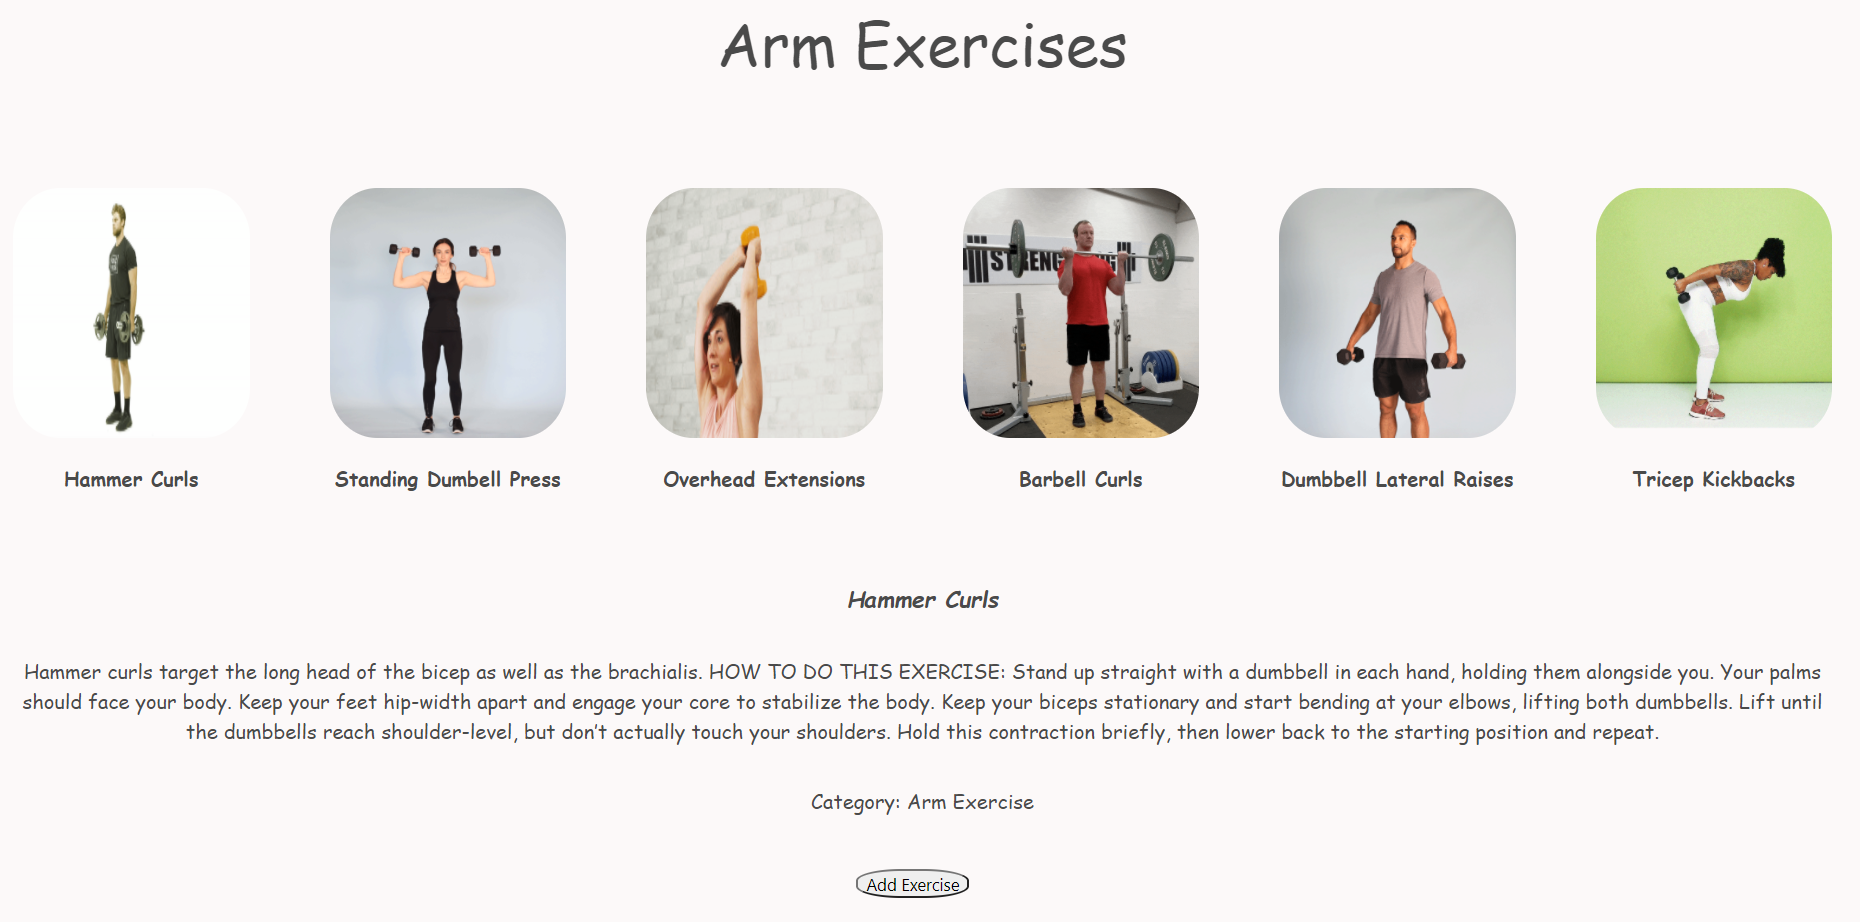 Arm Exercises
STRENG
Hammer Curls
Standing Dumbell Press
Overhead Extensions
Barbell Curls
Dumbbell Lateral Raises
Tricep Kickbacks
Hammer Curls
Hammer curls target the long head of the bicep as well as the brachialis. HOW TO DO THIS EXERCISE: Stand up straight with a dumbbell in each hand, holding them alongside you. Your palms
should face your body. Keep your feet hip-width apart and engage your core to stabilize the body. Keep your biceps stationary and start bending at your elbows, lifting both dumbbells. Lift until
the dumbbells reach shoulder-level, but don't actually touch your shoulders. Hold this contraction briefly, then lower back to the starting position and repeat.
Category: Arm Exercise
Add Exercise